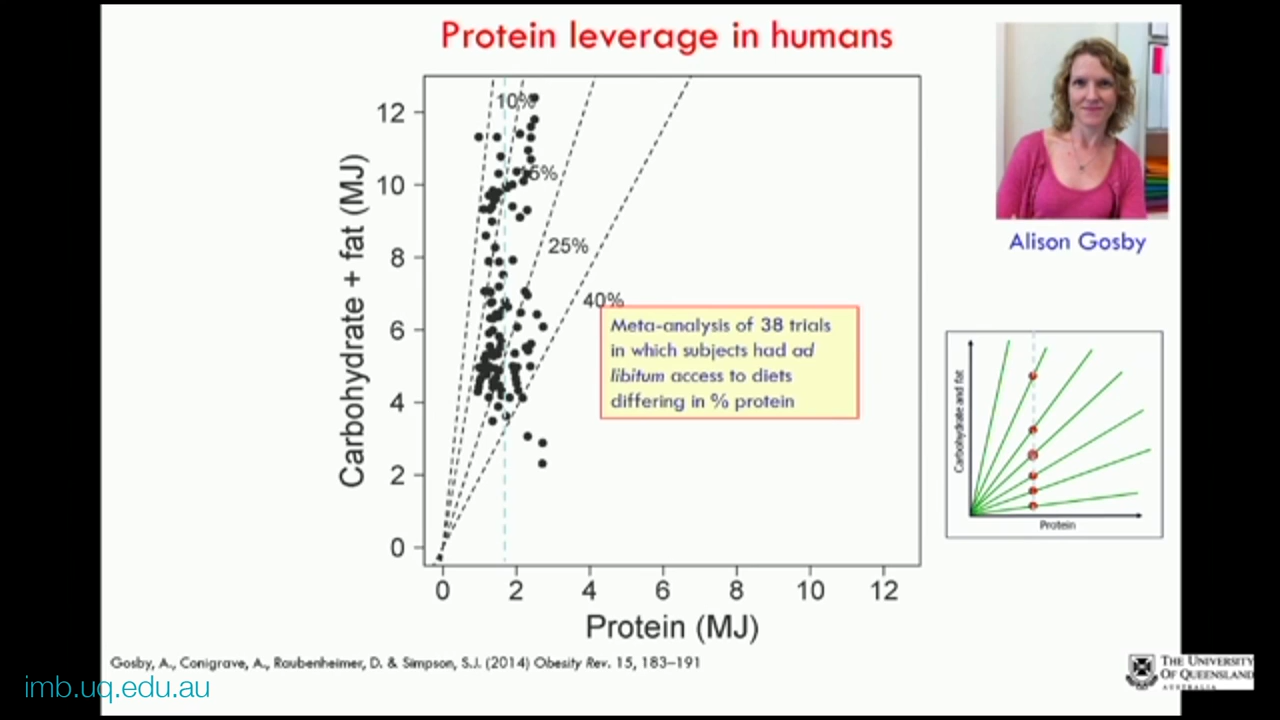 Protein leverage in humans
Carbohydrate + fat (MJ)
12
10
8
6
4
2
0
10%
15%
25%
40%
0 2 4 6 8 10 12
Protein (MJ)
Meta-analysis of 38 trials
in which subjects had ad
libitum access to diets
differing in % protein
Alison Gosby
Carbohydrate and fat
Protein
Gosby, A., Conigrave, A., Raubenheimer, D. & Simpson, S.J. (2014) Obesity Rev. 15, 183–191
imb.uq.edu.au
THE UNIVERSITY
OF QUEENSLAND
AUSTRALIA